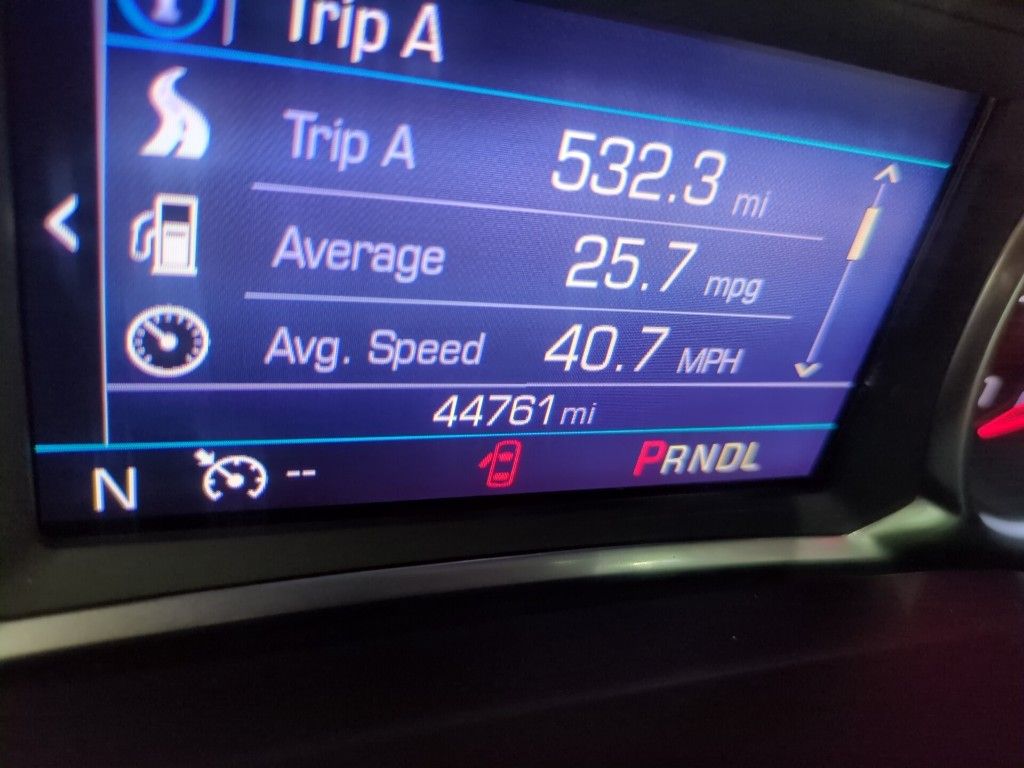 Trip A
Trip A 532.3 mi
Average 25.7 mpg
Avg. Speed 40.7 MPH
44761 mi
N -- PRNDL